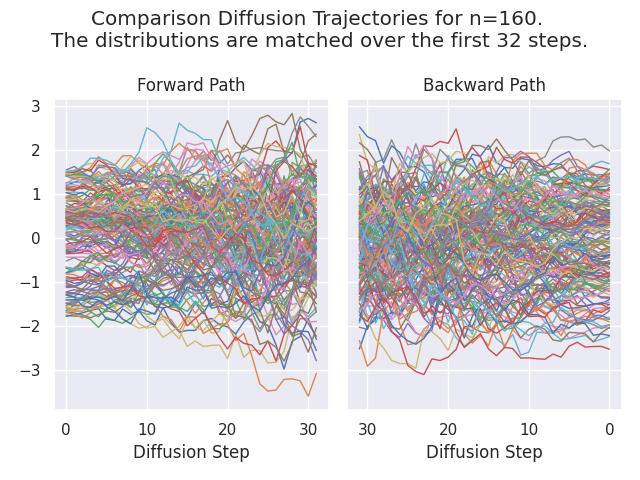 Comparison Diffusion Trajectories for n=160.
The distributions are matched over the first 32 steps.
Forward Path
Backward Path
3
2
1
0
−1
−2
−3
0 10 20 30
30 20 10 0
Diffusion Step
Diffusion Step